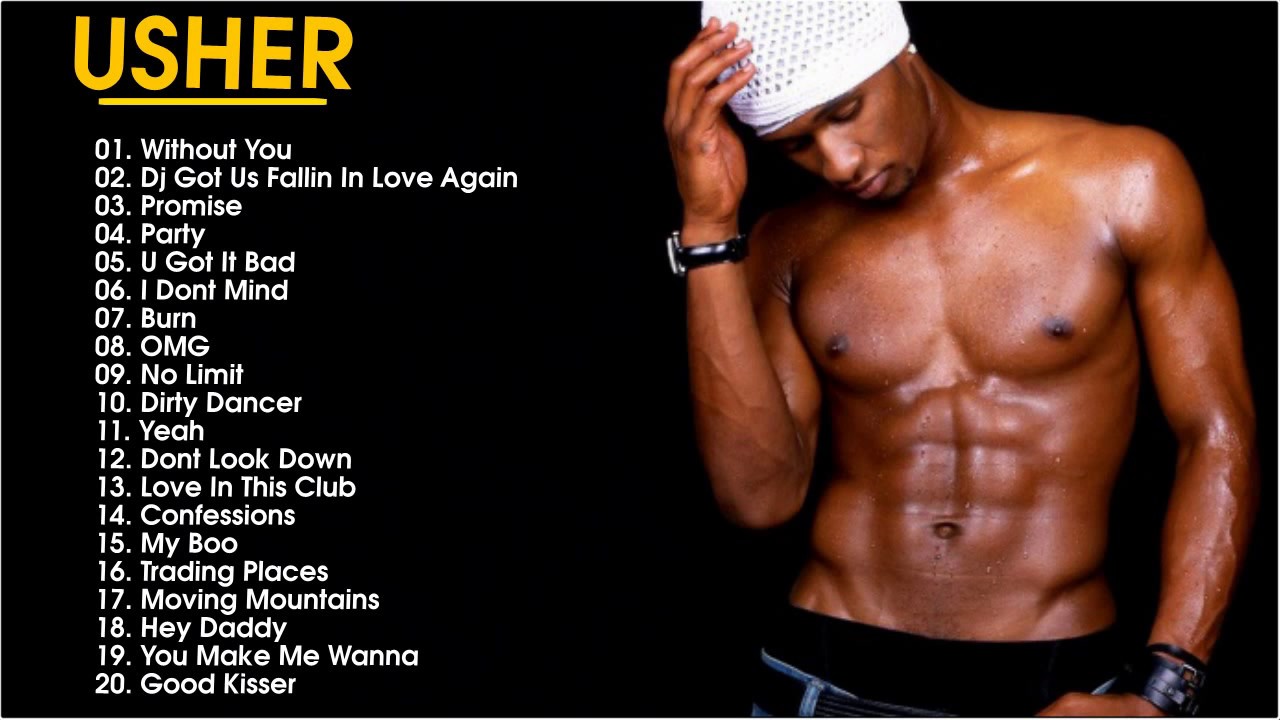 USHER
01. Without You
02. Dj Got Us Fallin In Love Again
03. Promise
04. Party
05. U Got It Bad
06. I Dont Mind
07. Burn
08. OMG
09. No Limit
10. Dirty Dancer
11. Yeah
12. Dont Look Down
13. Love In This Club
14. Confessions
15. My Boo
16. Trading Places
17. Moving Mountains
18. Hey Daddy
19. You Make Me Wanna
20. Good Kisser